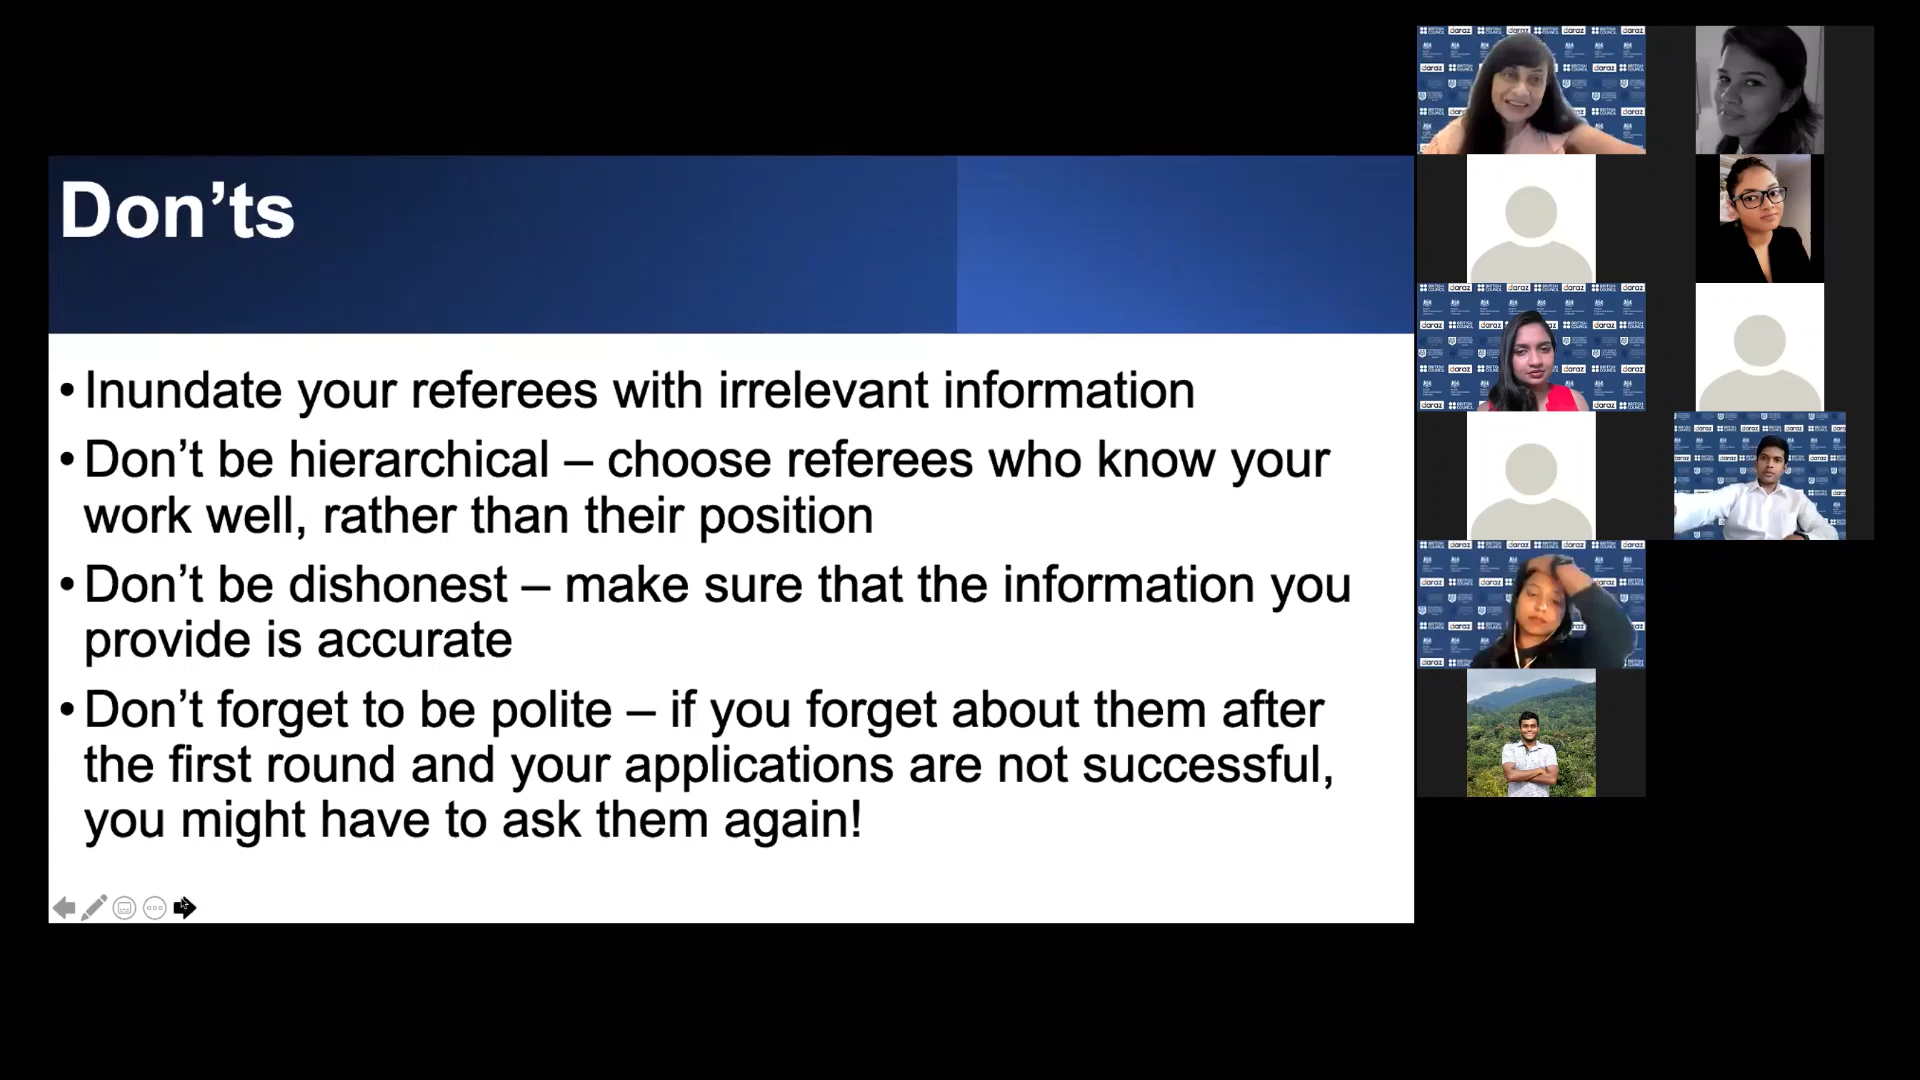 Don’ts
• Inundate your referees with irrelevant information
• Don’t be hierarchical – choose referees who know your
work well, rather than their position
• Don’t be dishonest – make sure that the information you
provide is accurate
• Don’t forget to be polite – if you forget about them after
the first round and your applications are not successful,
you might have to ask them again!
daraz
BRITISH COUNCIL